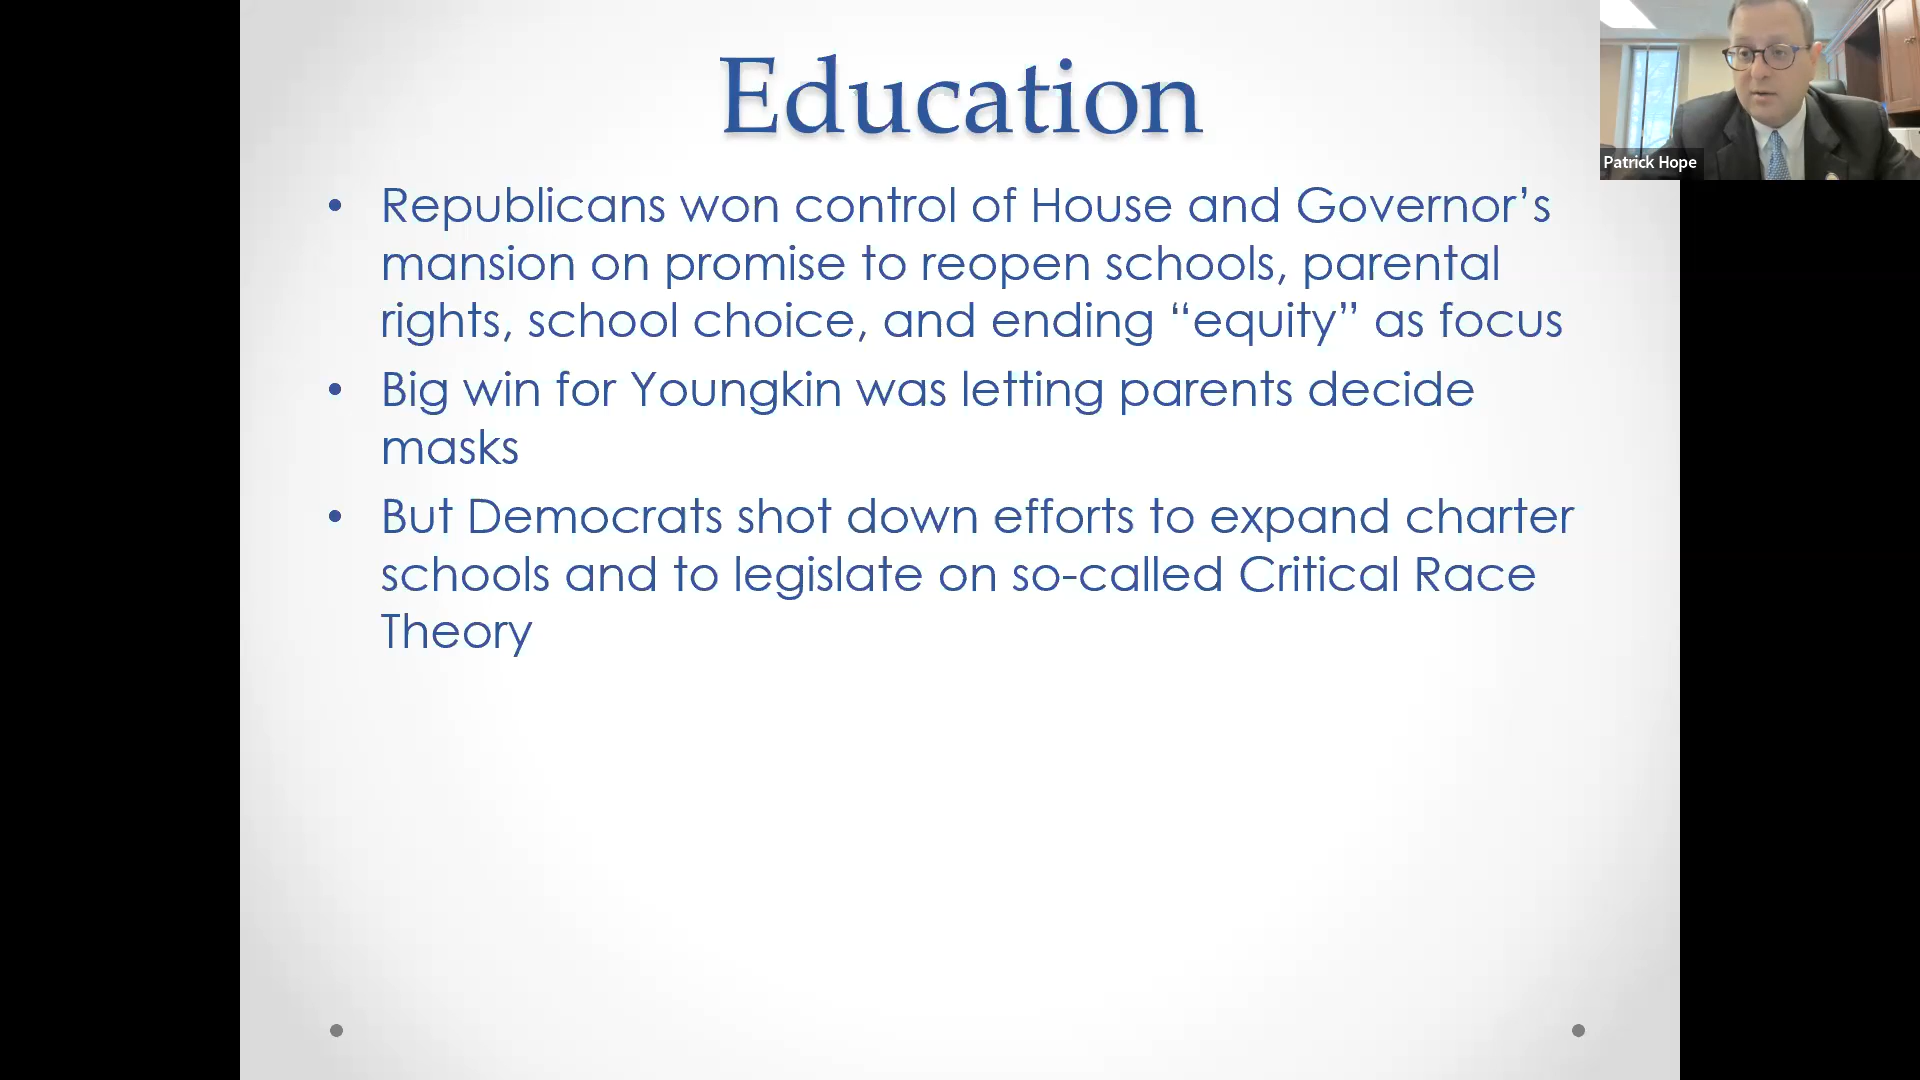 Education
Patrick Hope
• Republicans won control of House and Governor’s
mansion on promise to reopen schools, parental
rights, school choice, and ending “equity” as focus
• Big win for Youngkin was letting parents decide
masks
• But Democrats shot down efforts to expand charter
schools and to legislate on so-called Critical Race
Theory